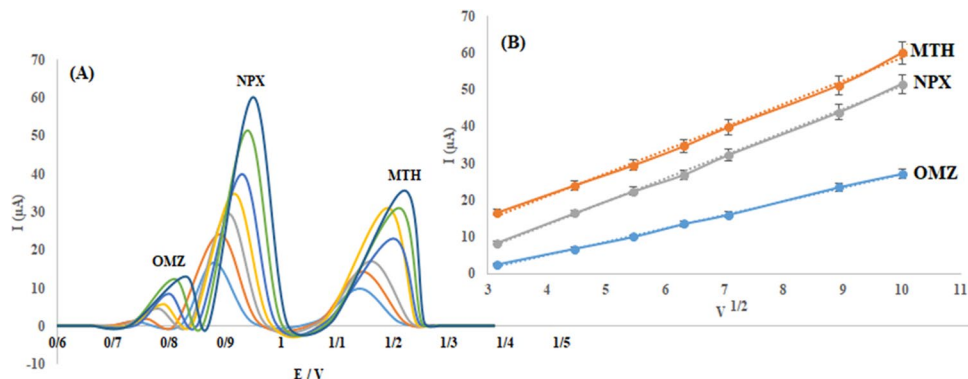 (A)
I (μA)
70
60
50
40
30
20
10
0
-10
OMZ
NPX
MTH
0/6 0/7 0/8 0/9 1 1/1 1/2 1/3 1/4 1/5
E / V
(B)
I (μA)
70
60
50
40
30
20
10
0
MTH
NPX
OMZ
3 4 5 6 7 8 9 10 11
V 1/2